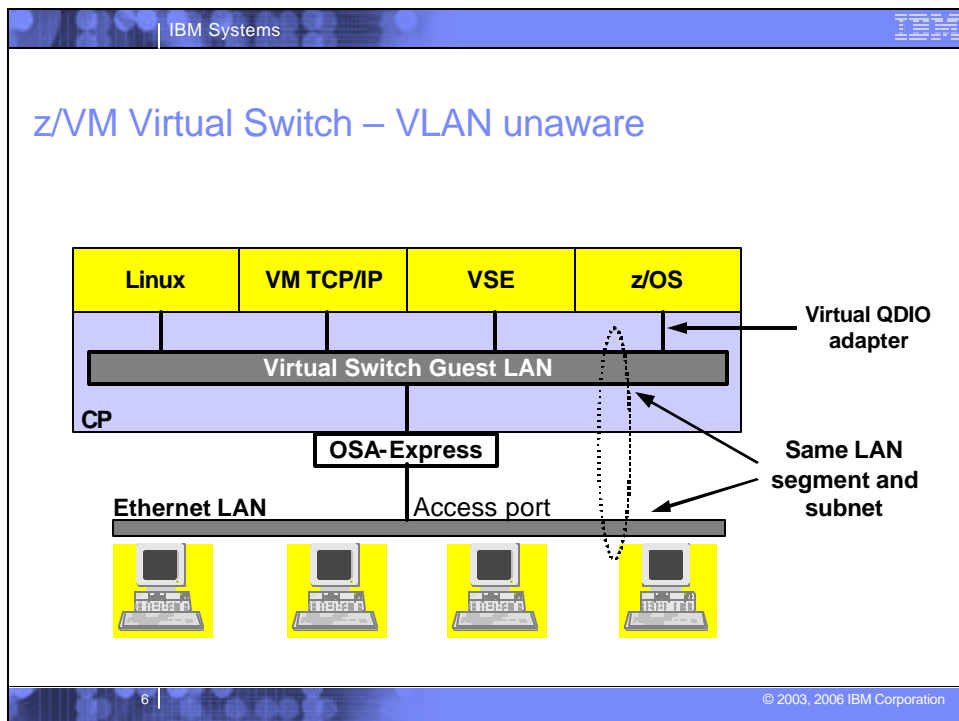 IBM Systems
IBM
z/VM Virtual Switch – VLAN unaware
Linux
VM TCP/IP
VSE
z/OS
Virtual QDIO
adapter
Virtual Switch Guest LAN
CP
OSA-Express
Same LAN
segment and
subnet
Ethernet LAN
Access port
6
© 2003, 2006 IBM Corporation